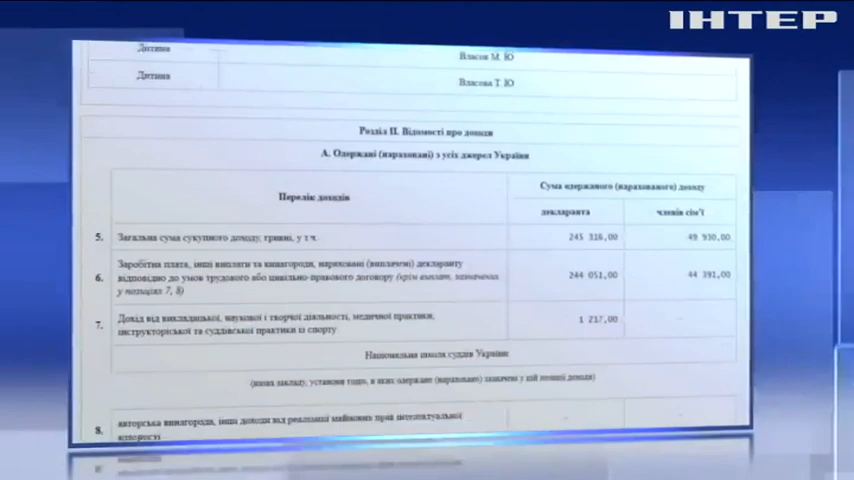 ІНТЕР
Дитина
Власов М. Ю
Дитина
Власова Т. Ю
Розділ II. Відомості про доходи
А. Одержані (нараховані) з усіх джерел України
Перелік доходів
Сума одержаного (нарахованого) доходу
декларанта
членів сім’ї
5. Загальна сума сукупного доходу, гривні, у т.ч.
245 316,00
49 930,00
6. Заробітна плата, інші виплати та винагороди, нараховані (виплачені) декларанту
відповідно до умов трудового або цивільно-правового договору (крім виплат, зазначених
у позиціях 7, 8)
244 051,00
44 391,00
7. Дохід від викладацької, наукової і творчої діяльності, медичної практики,
інструкторської та суддівської практики із спорту
1 217,00
Національна школа суддів України
(назва закладу, установи тощо, в яких одержані (нараховані) зазначені у цій позиції доходи)
8. авторська винагорода, інші доходи від реалізації майнових прав інтелектуальної
власності